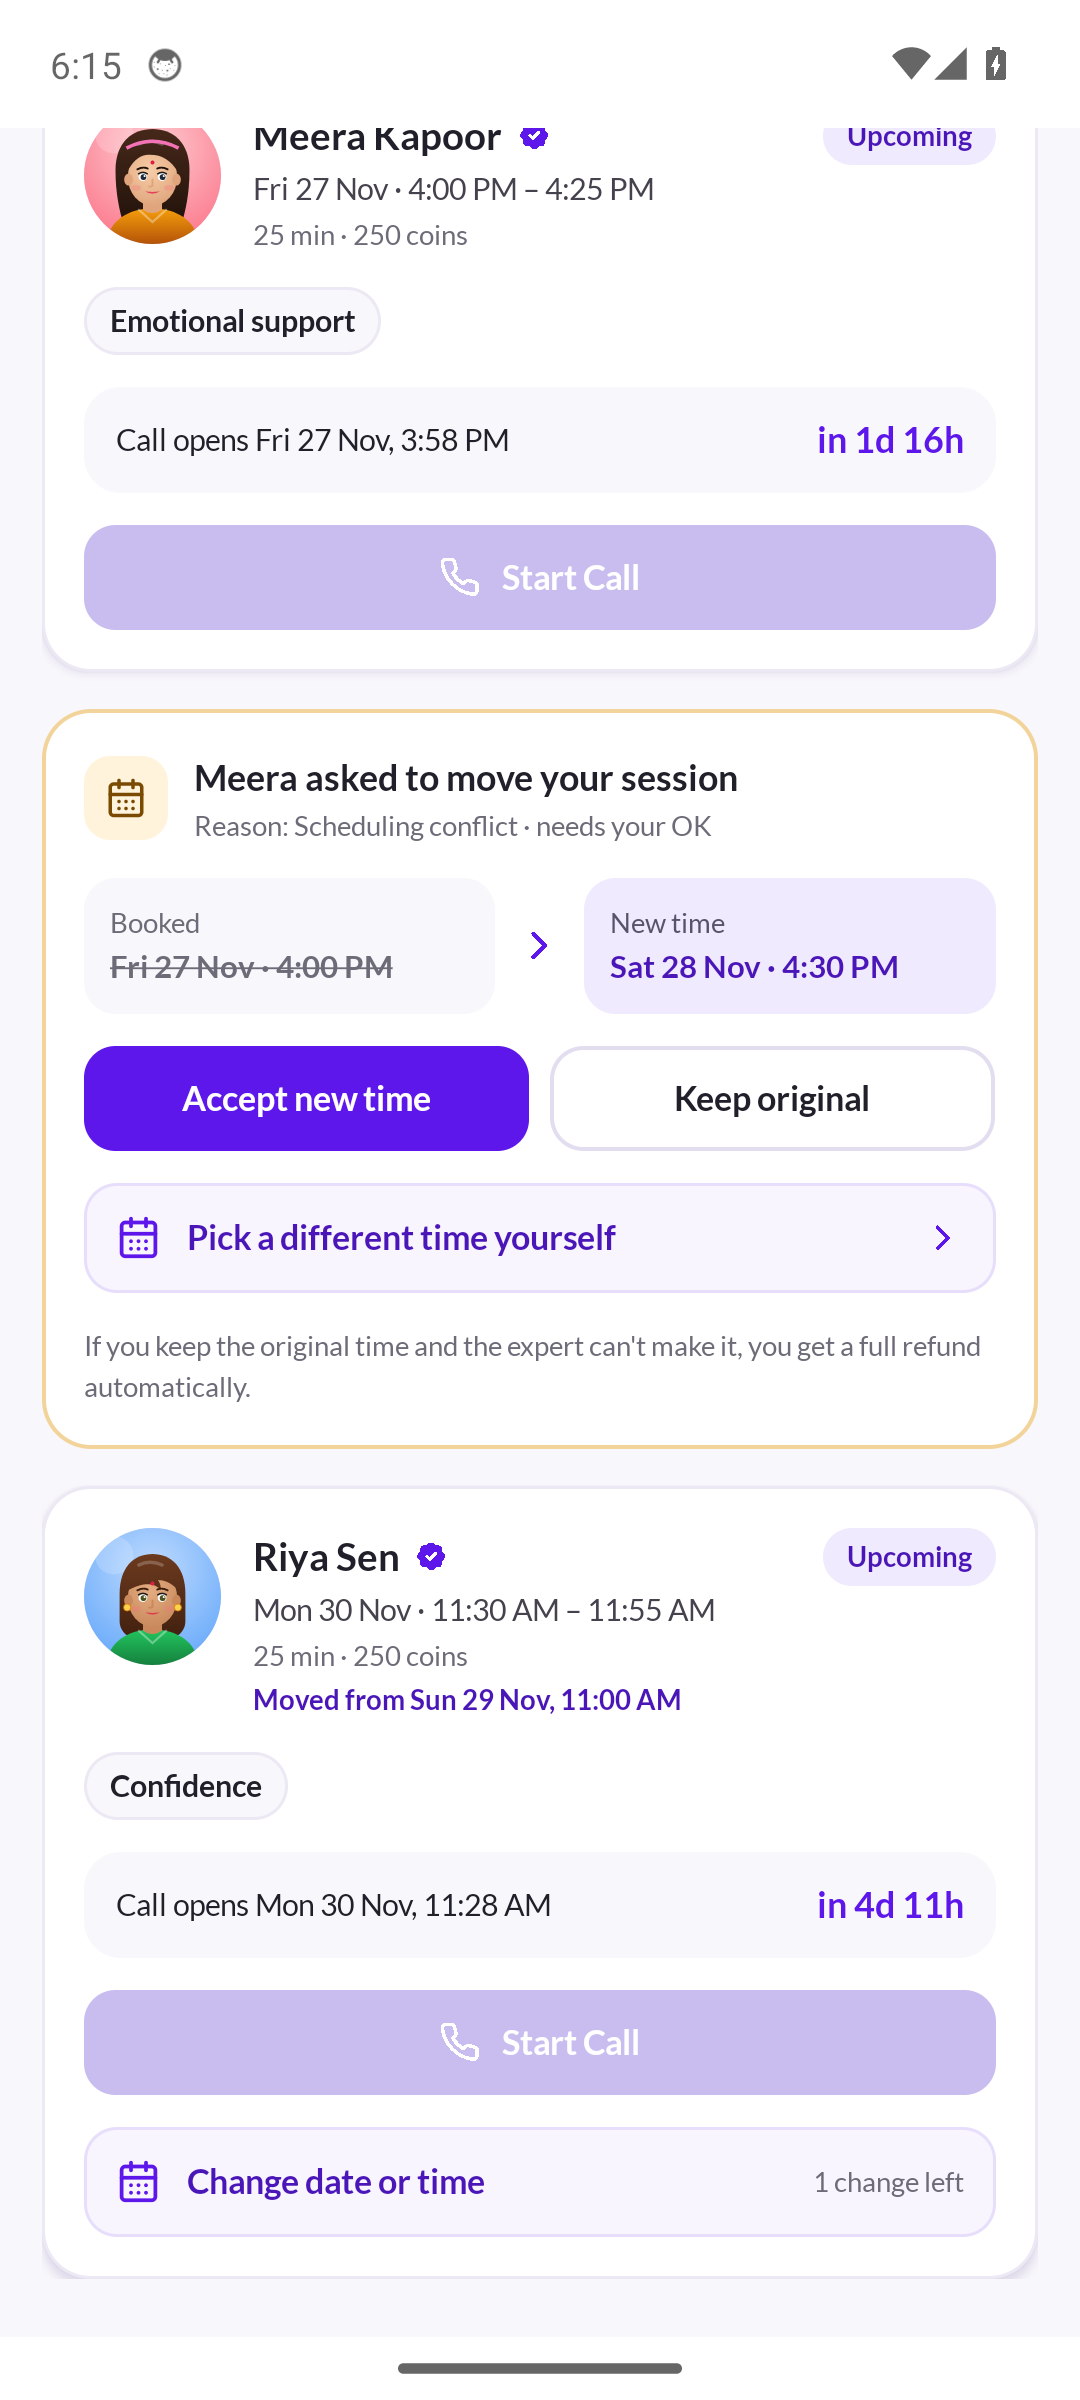 6:15
Meera Kapoor
Upcoming
Fri 27 Nov · 4:00 PM – 4:25 PM
25 min · 250 coins
Emotional support
Call opens Fri 27 Nov, 3:58 PM
in 1d 16h
Start Call
Meera asked to move your session
Reason: Scheduling conflict · needs your OK
Booked
Fri 27 Nov · 4:00 PM
New time
Sat 28 Nov · 4:30 PM
Accept new time
Keep original
Pick a different time yourself
If you keep the original time and the expert can't make it, you get a full refund
automatically.
Riya Sen
Upcoming
Mon 30 Nov · 11:30 AM – 11:55 AM
25 min · 250 coins
Moved from Sun 29 Nov, 11:00 AM
Confidence
Call opens Mon 30 Nov, 11:28 AM
in 4d 11h
Start Call
Change date or time
1 change left